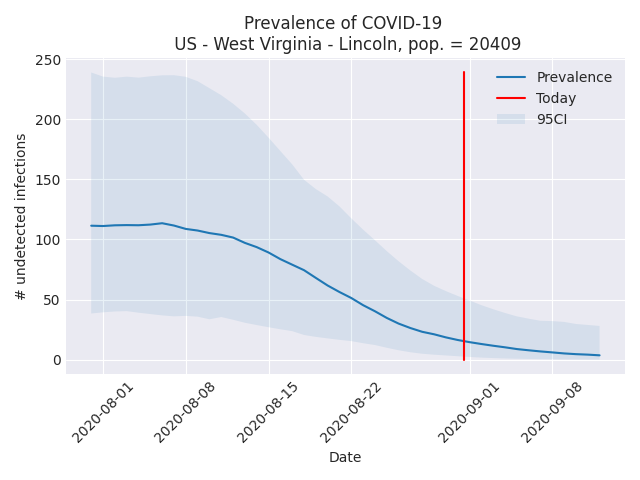 Prevalence of COVID-19
US - West Virginia - Lincoln, pop. = 20409
250
200
150
100
50
0
# undetected infections
Prevalence
Today
95CI
2020-08-01
2020-08-08
2020-08-15
2020-08-22
2020-09-01
2020-09-08
Date